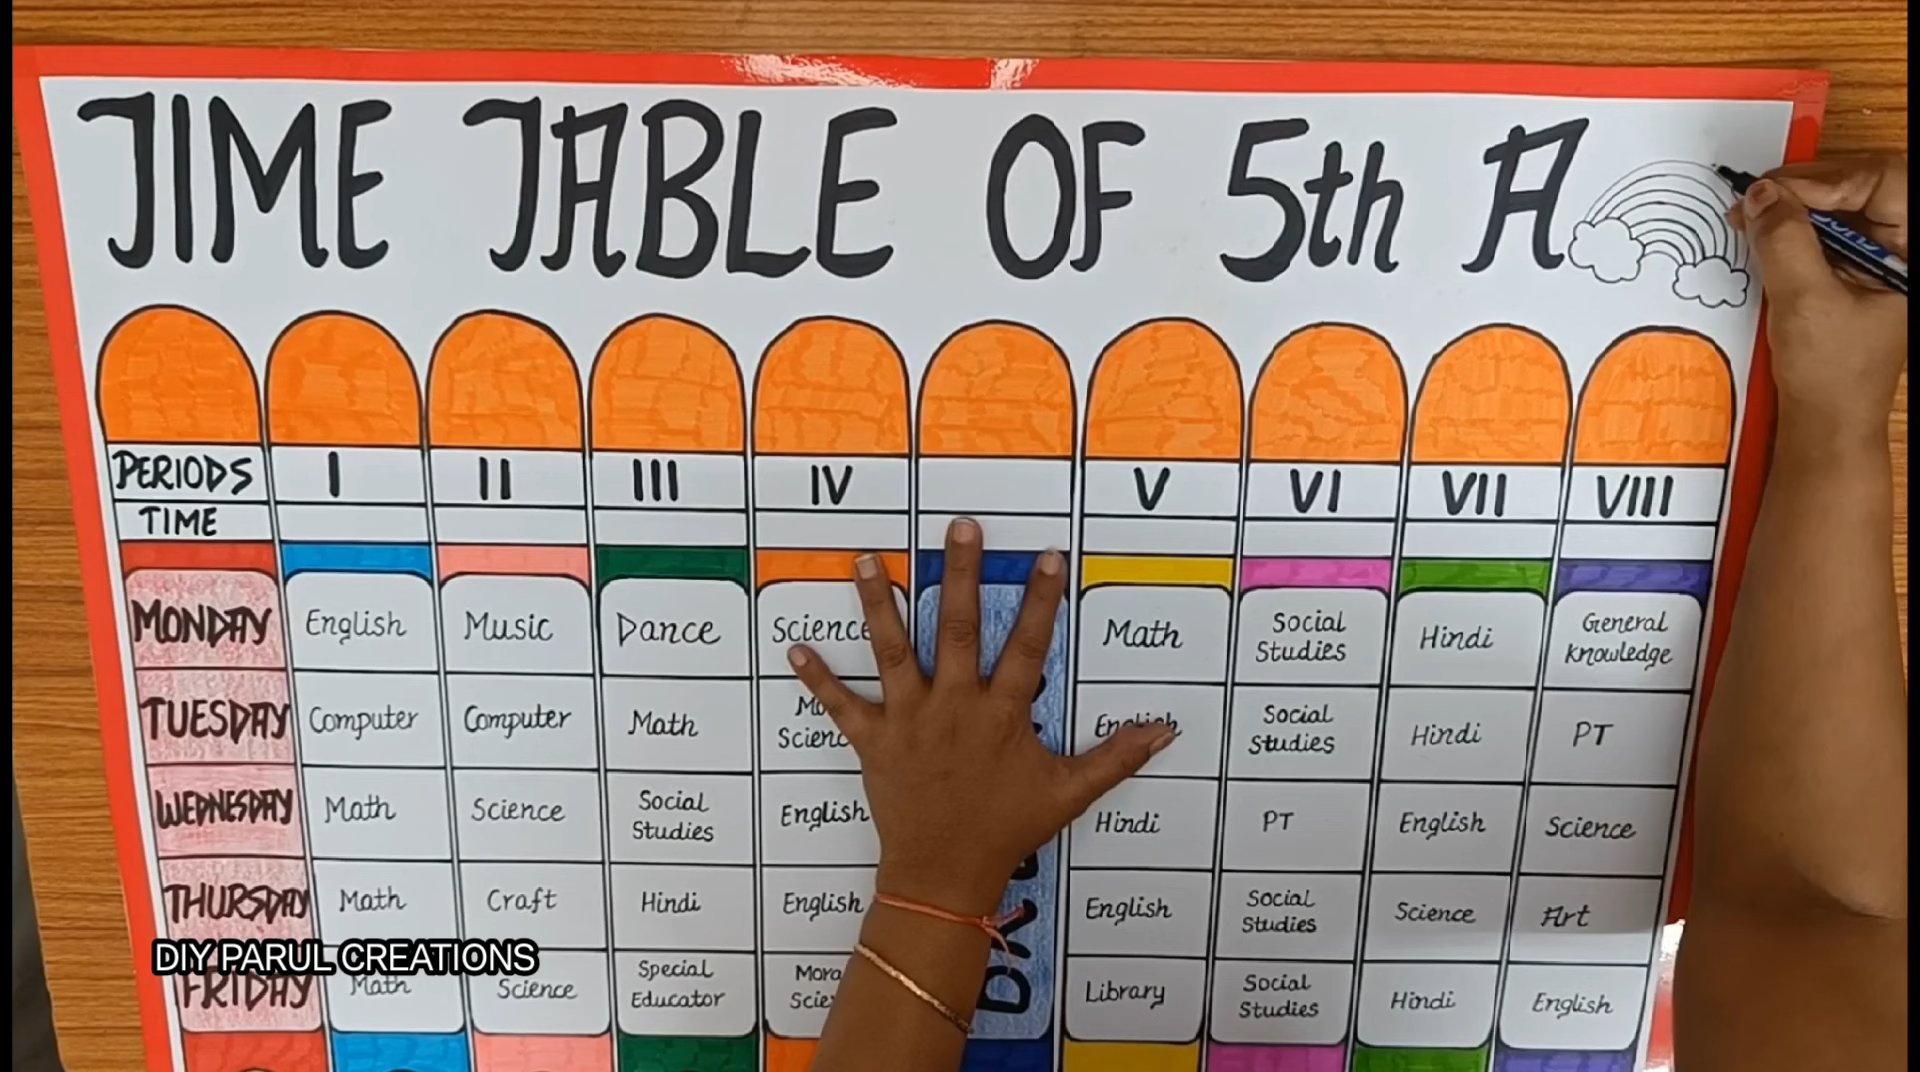 TIME TABLE OF 5th A
PERIODS I II III IV V VI VII VIII
TIME
MONDAY English Music Dance Science Math Social Studies Hindi General Knowledge
TUESDAY Computer Computer Math English Social Studies Hindi PT
WEDNESDAY Math Science Social Studies English Hindi PT English Science
THURSDAY Math Craft Hindi English English Social Studies Science Art
FRIDAY Math Science Special Educator Library Social Studies Hindi English
DIY PARUL CREATIONS